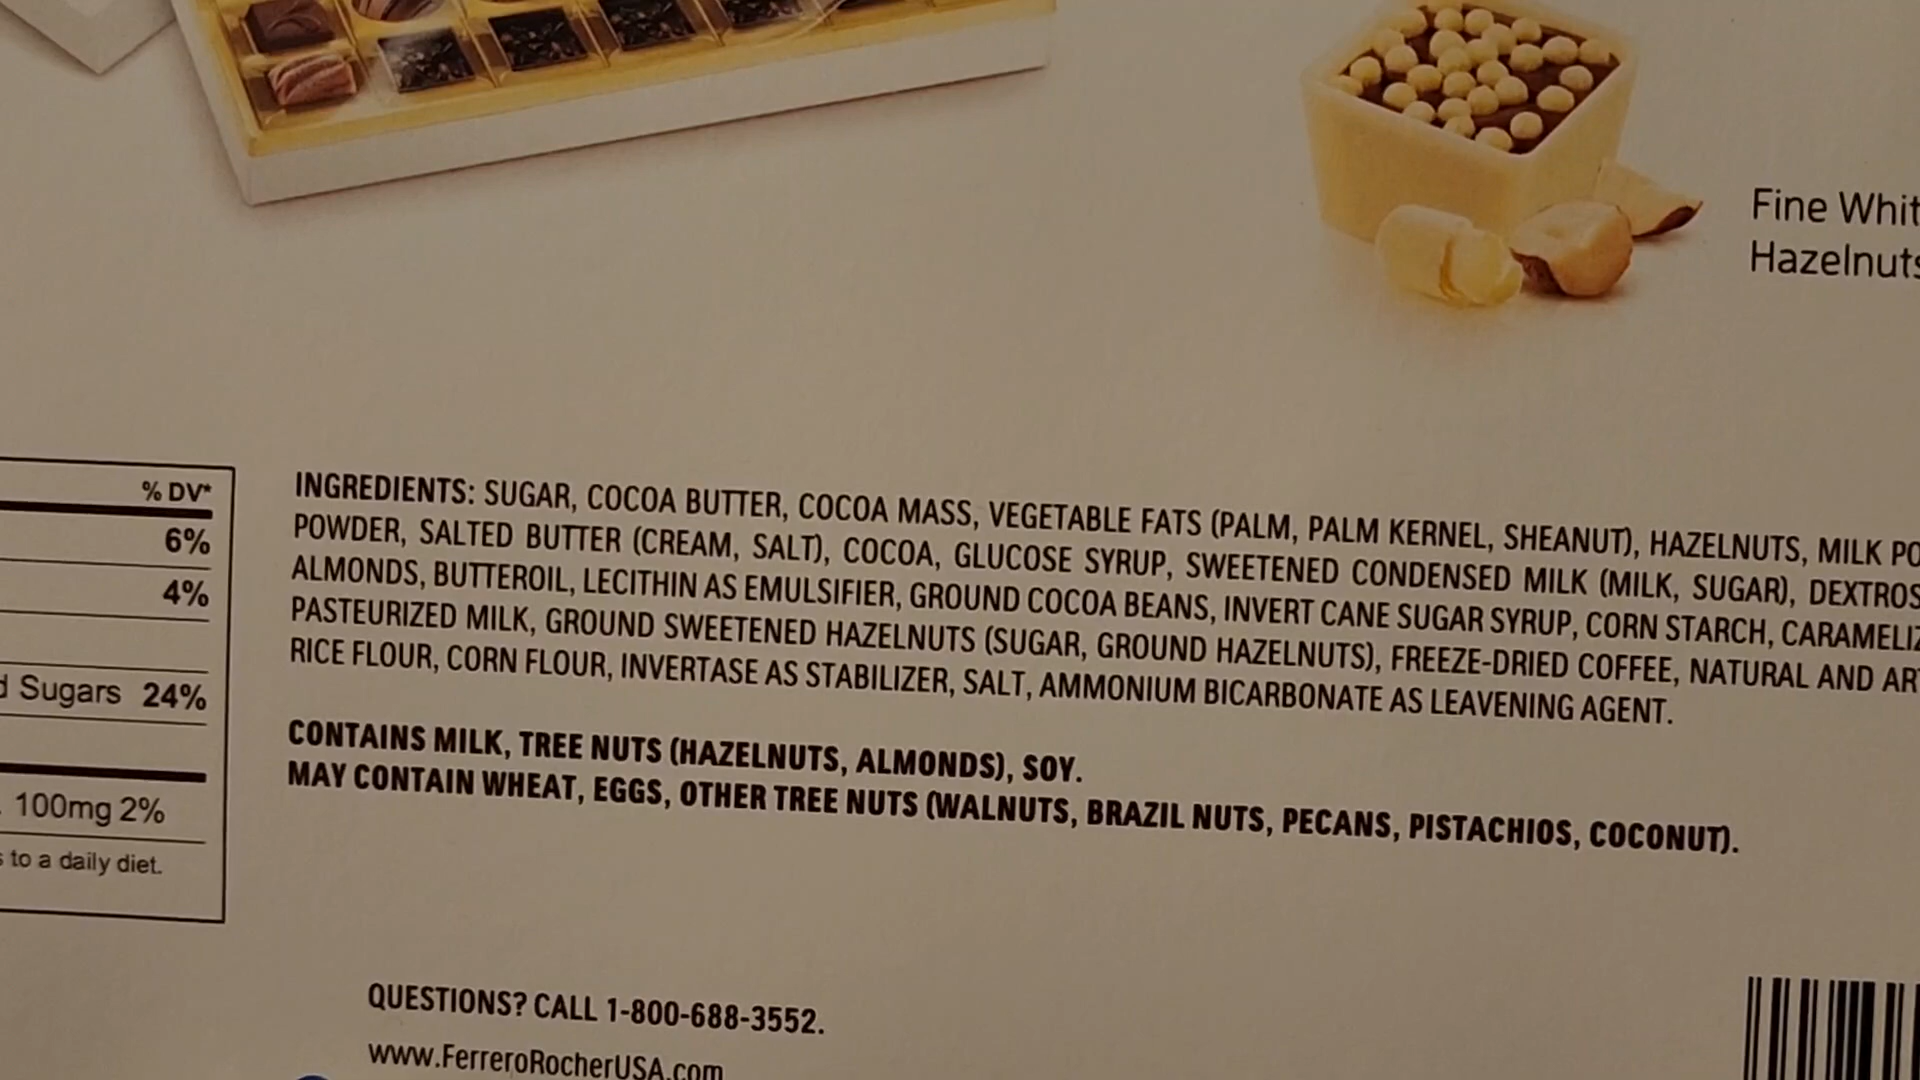 Fine Whit
Hazelnuts
% DV*
6%
4%
d Sugars 24%
100mg 2%
s to a daily diet.
INGREDIENTS: SUGAR, COCOA BUTTER, COCOA MASS, VEGETABLE FATS (PALM, PALM KERNEL, SHEANUT), HAZELNUTS, MILK PO
POWDER, SALTED BUTTER (CREAM, SALT), COCOA, GLUCOSE SYRUP, SWEETENED CONDENSED MILK (MILK, SUGAR), DEXTROS
ALMONDS, BUTTEROIL, LECITHIN AS EMULSIFIER, GROUND COCOA BEANS, INVERT CANE SUGAR SYRUP, CORN STARCH, CARAMELIZ
PASTEURIZED MILK, GROUND SWEETENED HAZELNUTS (SUGAR, GROUND HAZELNUTS), FREEZE-DRIED COFFEE, NATURAL AND AR
RICE FLOUR, CORN FLOUR, INVERTASE AS STABILIZER, SALT, AMMONIUM BICARBONATE AS LEAVENING AGENT.
CONTAINS MILK, TREE NUTS (HAZELNUTS, ALMONDS), SOY.
MAY CONTAIN WHEAT, EGGS, OTHER TREE NUTS (WALNUTS, BRAZIL NUTS, PECANS, PISTACHIOS, COCONUT).
QUESTIONS? CALL 1-800-688-3552.
www.FerreroRocherUSA.com